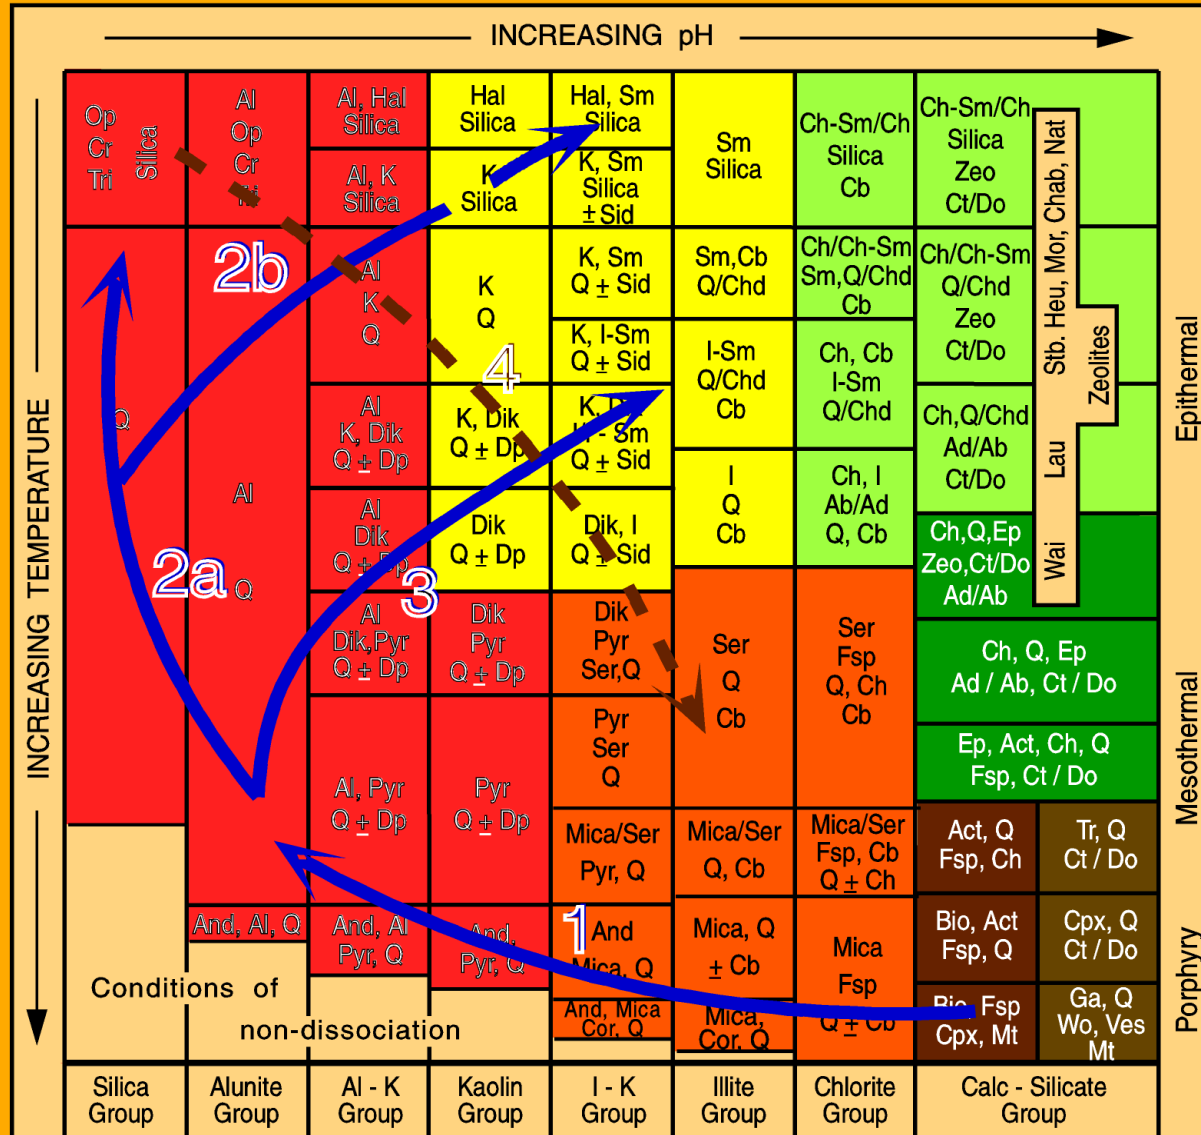 INCREASING pH
INCREASING TEMPERATURE
Op
Cr
Tri
Silica
Q
Silica
Group
Al
Op
Cr
Al
Q
And, Al, Q
Alunite
Group
Al, Hal
Silica
Al, K
Silica
Al
K
Q
Al
K, Dik
Q ± Dp
Al
Dik
Q ± Dp
Al
Dik,Pyr
Q ± Dp
Al, Pyr
Q ± Dp
And, Al
Pyr, Q
Al - K
Group
Hal
Silica
K
Silica
K
Q
K, Dik
Q ± Dp
Dik
Q ± Dp
Dik
Pyr
Q ± Dp
Pyr
Q ± Dp
And,
Pyr, Q
Kaolin
Group
Hal, Sm
Silica
K, Sm
Silica
± Sid
K, Sm
Q ± Sid
K, I-Sm
Q ± Sid
K,
- Sm
Q ± Sid
Dik, I
Q ± Sid
Dik
Pyr
Ser,Q
Pyr
Ser
Q
Mica/Ser
Pyr, Q
And
Mica, Q
And, Mica
Cor, Q
I - K
Group
Sm
Silica
Sm,Cb
Q/Chd
I-Sm
Q/Chd
Cb
I
Q
Cb
Ser
Q
Cb
Mica/Ser
Q, Cb
Mica, Q
± Cb
Mica,
Cor, Q
Illite
Group
Ch-Sm/Ch
Silica
Cb
Ch/Ch-Sm
Sm,Q/Chd
Cb
Ch, Cb
I-Sm
Q/Chd
Ch, I
Ab/Ad
Q, Cb
Ser
Fsp
Q, Ch
Cb
Mica/Ser
Fsp, Cb
Q ± Ch
Mica
Fsp
Q ± Cb
Chlorite
Group
Ch-Sm/Ch
Silica
Zeo
Ct/Do
Ch/Ch-Sm
Q/Chd
Zeo
Ct/Do
Ch,Q/Chd
Ad/Ab
Ct/Do
Ch,Q,Ep
Zeo,Ct/Do
Ad/Ab
Ch, Q, Ep
Ad / Ab, Ct / Do
Ep, Act, Ch, Q
Fsp, Ct / Do
Act, Q
Fsp, Ch
Tr, Q
Ct / Do
Bio, Act
Fsp, Q
Cpx, Q
Ct / Do
Bio, Fsp
Cpx, Mt
Ga, Q
Wo, Ves
Mt
Calc - Silicate
Group
Stb. Heu, Mor, Chab, Nat
Lau
Wai
Zeolites
Epithermal
Mesothermal
Porphyry
Conditions of
non-dissociation
2b
2a
4
3
1